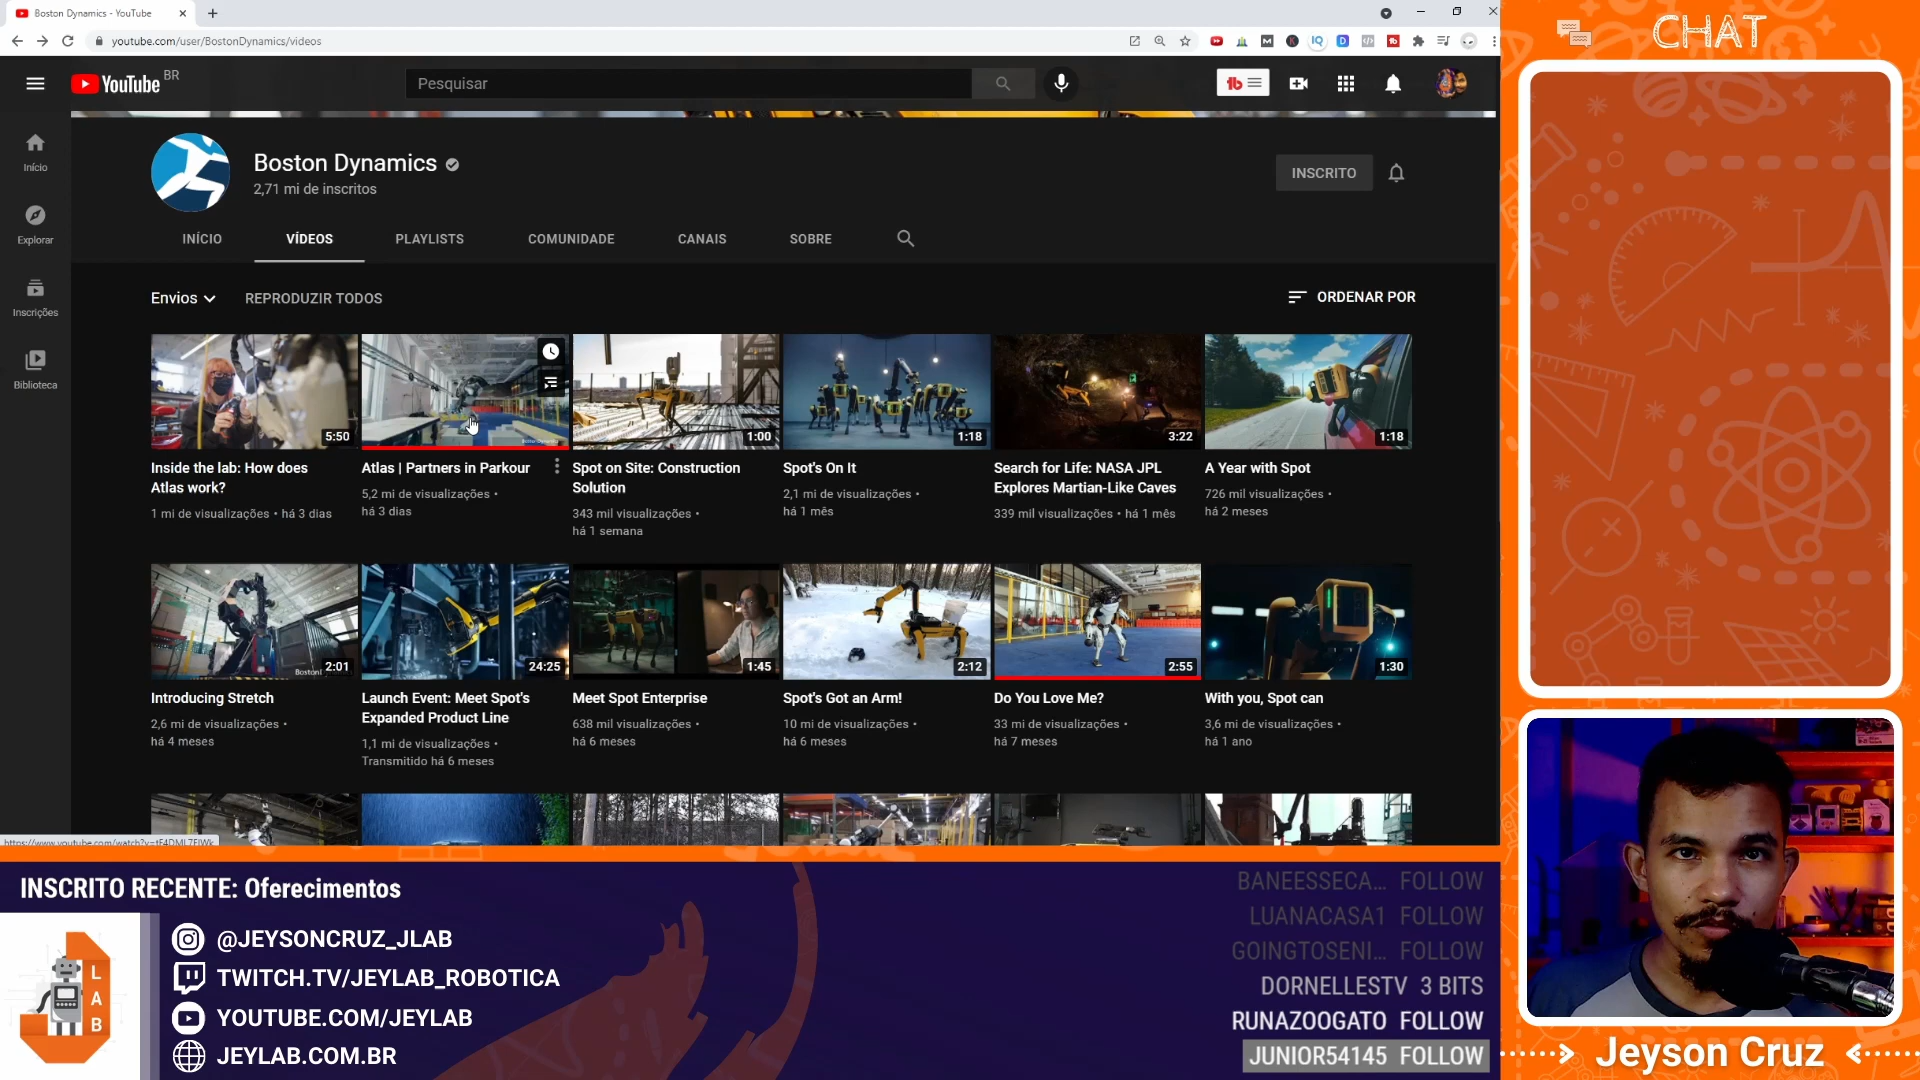 Boston Dynamics - YouTube
youtube.com/user/BostonDynamics/videos
YouTube BR
Pesquisar
Início
Explorar
Inscrições
Biblioteca
Boston Dynamics
2,71 mi de inscritos
INSCRITO
INÍCIO
VÍDEOS
PLAYLISTS
COMUNIDADE
CANAIS
SOBRE
Envios
REPRODUZIR TODOS
ORDENAR POR
5:50
1:00
1:18
3:22
1:18
Inside the lab: How does
Atlas work?
1 mi de visualizações • há 3 dias
Atlas | Partners in Parkour
5,2 mi de visualizações •
há 3 dias
Spot on Site: Construction
Solution
343 mil visualizações •
há 1 semana
Spot's On It
2,1 mi de visualizações •
há 1 mês
Search for Life: NASA JPL
Explores Martian-Like Caves
339 mil visualizações • há 1 mês
A Year with Spot
726 mil visualizações •
há 2 meses
2:01
24:25
1:45
2:12
2:55
1:30
Introducing Stretch
2,6 mi de visualizações •
há 4 meses
Launch Event: Meet Spot's
Expanded Product Line
1,1 mi de visualizações •
Transmitido há 6 meses
Meet Spot Enterprise
638 mil visualizações •
há 6 meses
Spot's Got an Arm!
10 mi de visualizações •
há 6 meses
Do You Love Me?
33 mi de visualizações •
há 7 meses
With you, Spot can
3,6 mi de visualizações •
há 1 ano
INSCRITO RECENTE: Oferecimentos
LAB
@JEYSONCRUZ_JLAB
TWITCH.TV/JEYLAB_ROBOTICA
YOUTUBE.COM/JEYLAB
JEYLAB.COM.BR
BANEESSECA... FOLLOW
LUANACASA1 FOLLOW
GOINGTOSENI... FOLLOW
DORNELLESTV 3 BITS
RUNAZOOGATO FOLLOW
JUNIOR54145 FOLLOW
CHAT
Jeyson Cruz